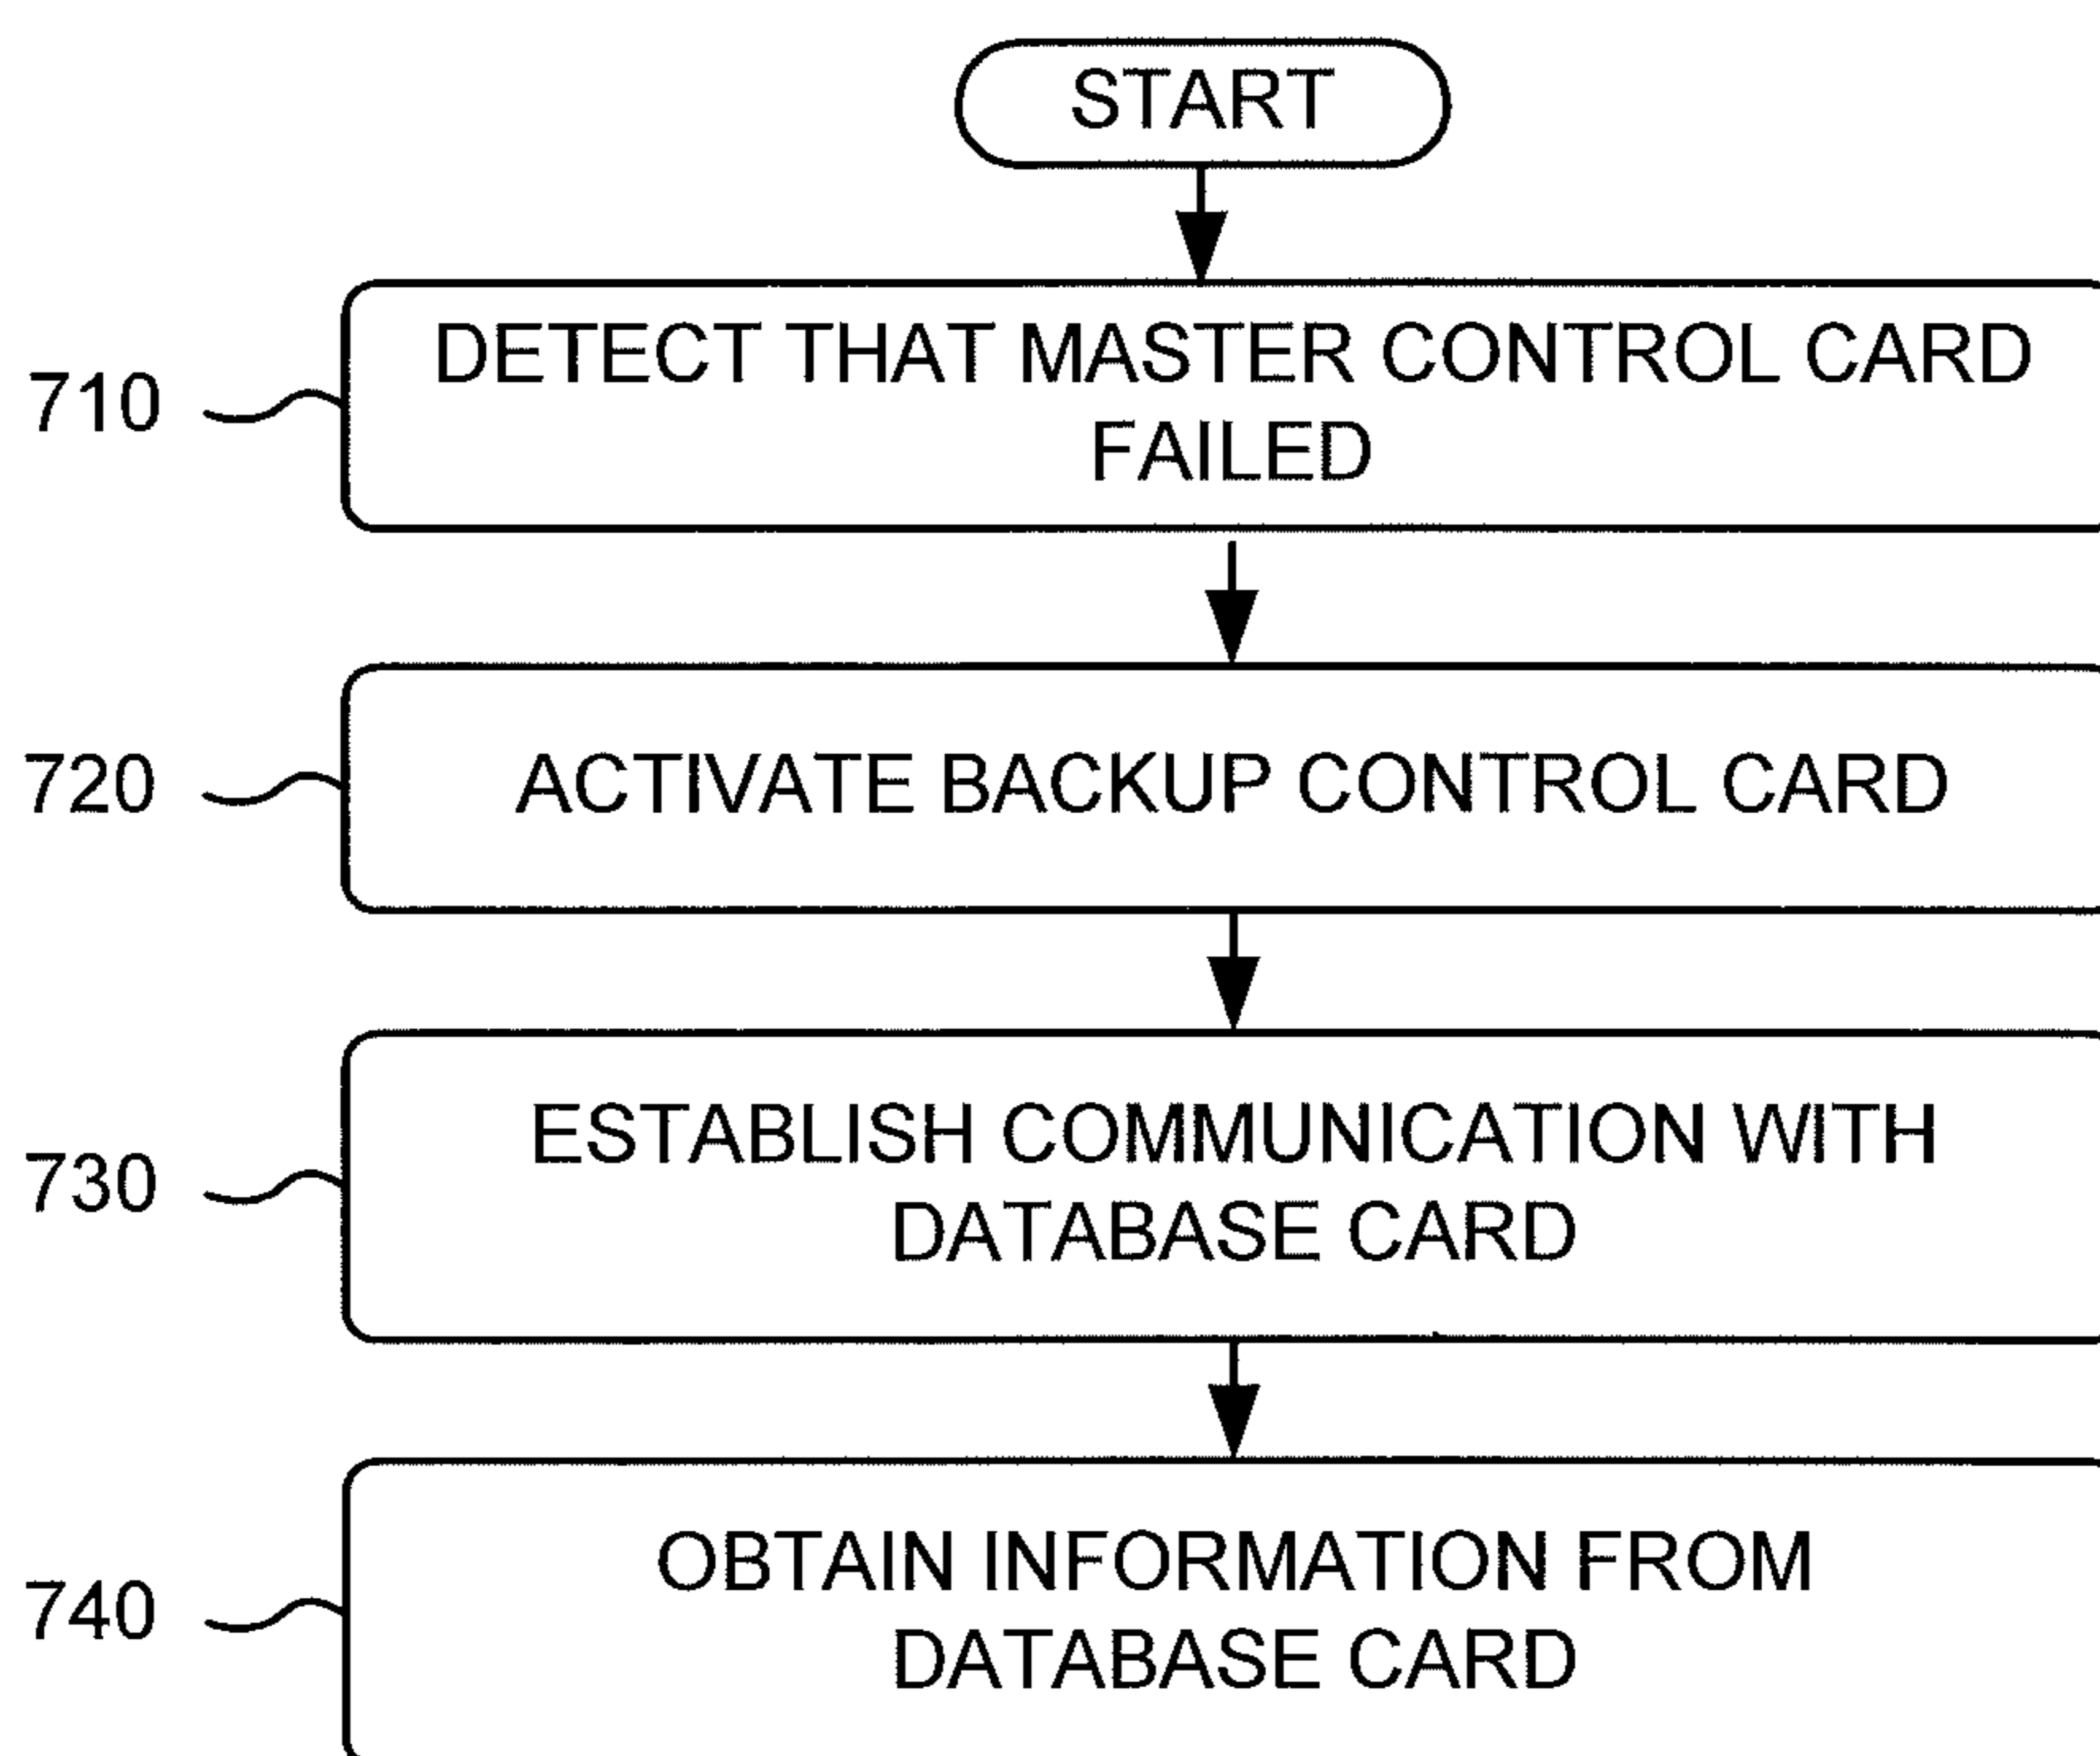 START
710
DETECT THAT MASTER CONTROL CARD
FAILED
720
ACTIVATE BACKUP CONTROL CARD
730
ESTABLISH COMMUNICATION WITH
DATABASE CARD
740
OBTAIN INFORMATION FROM
DATABASE CARD